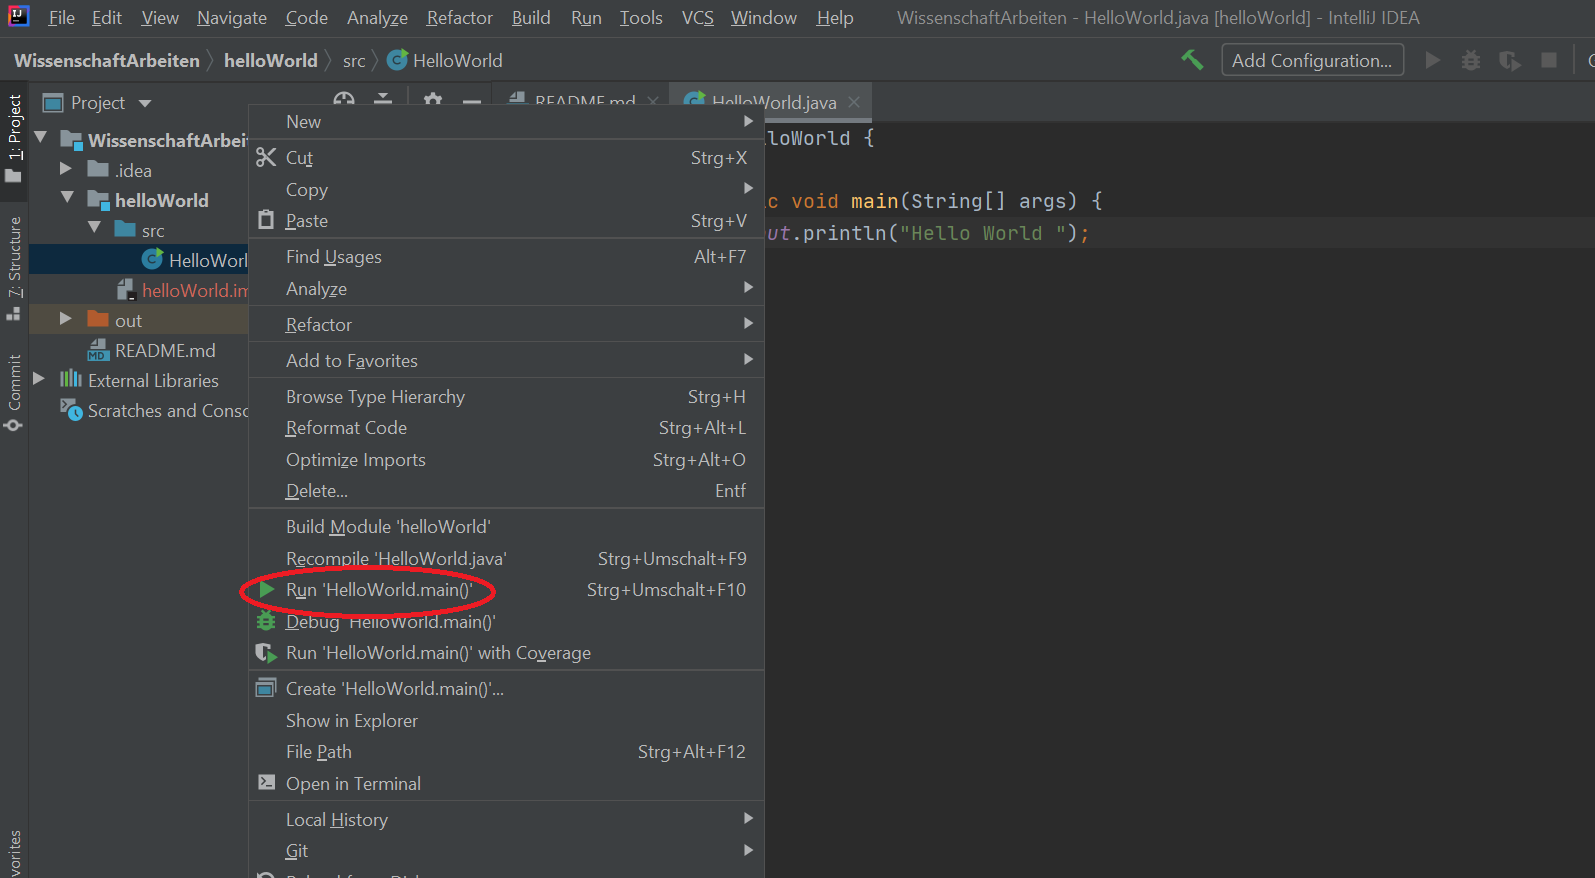 File Edit View Navigate Code Analyze Refactor Build Run Tools VCS Window Help WissenschaftArbeiten - HelloWorld.java [helloWorld] - IntelliJ IDEA
WissenschaftArbeiten helloWorld src HelloWorld Add Configuration...
Project README.md HelloWorld.java
1: Project
7: Structure
Commit
vorites
WissenschaftArbei
.idea
helloWorld
src
HelloWorl
helloWorld.im
out
README.md
External Libraries
Scratches and Consc
New
Cut Strg+X
Copy
Paste Strg+V
Find Usages Alt+F7
Analyze
Refactor
Add to Favorites
Browse Type Hierarchy Strg+H
Reformat Code Strg+Alt+L
Optimize Imports Strg+Alt+O
Delete... Entf
Build Module 'helloWorld'
Recompile 'HelloWorld.java' Strg+Umschalt+F9
Run 'HelloWorld.main()' Strg+Umschalt+F10
Debug 'HelloWorld.main()'
Run 'HelloWorld.main()' with Coverage
Create 'HelloWorld.main()'...
Show in Explorer
File Path Strg+Alt+F12
Open in Terminal
Local History
Git
loWorld {
c void main(String[] args) {
ut.println("Hello World ");